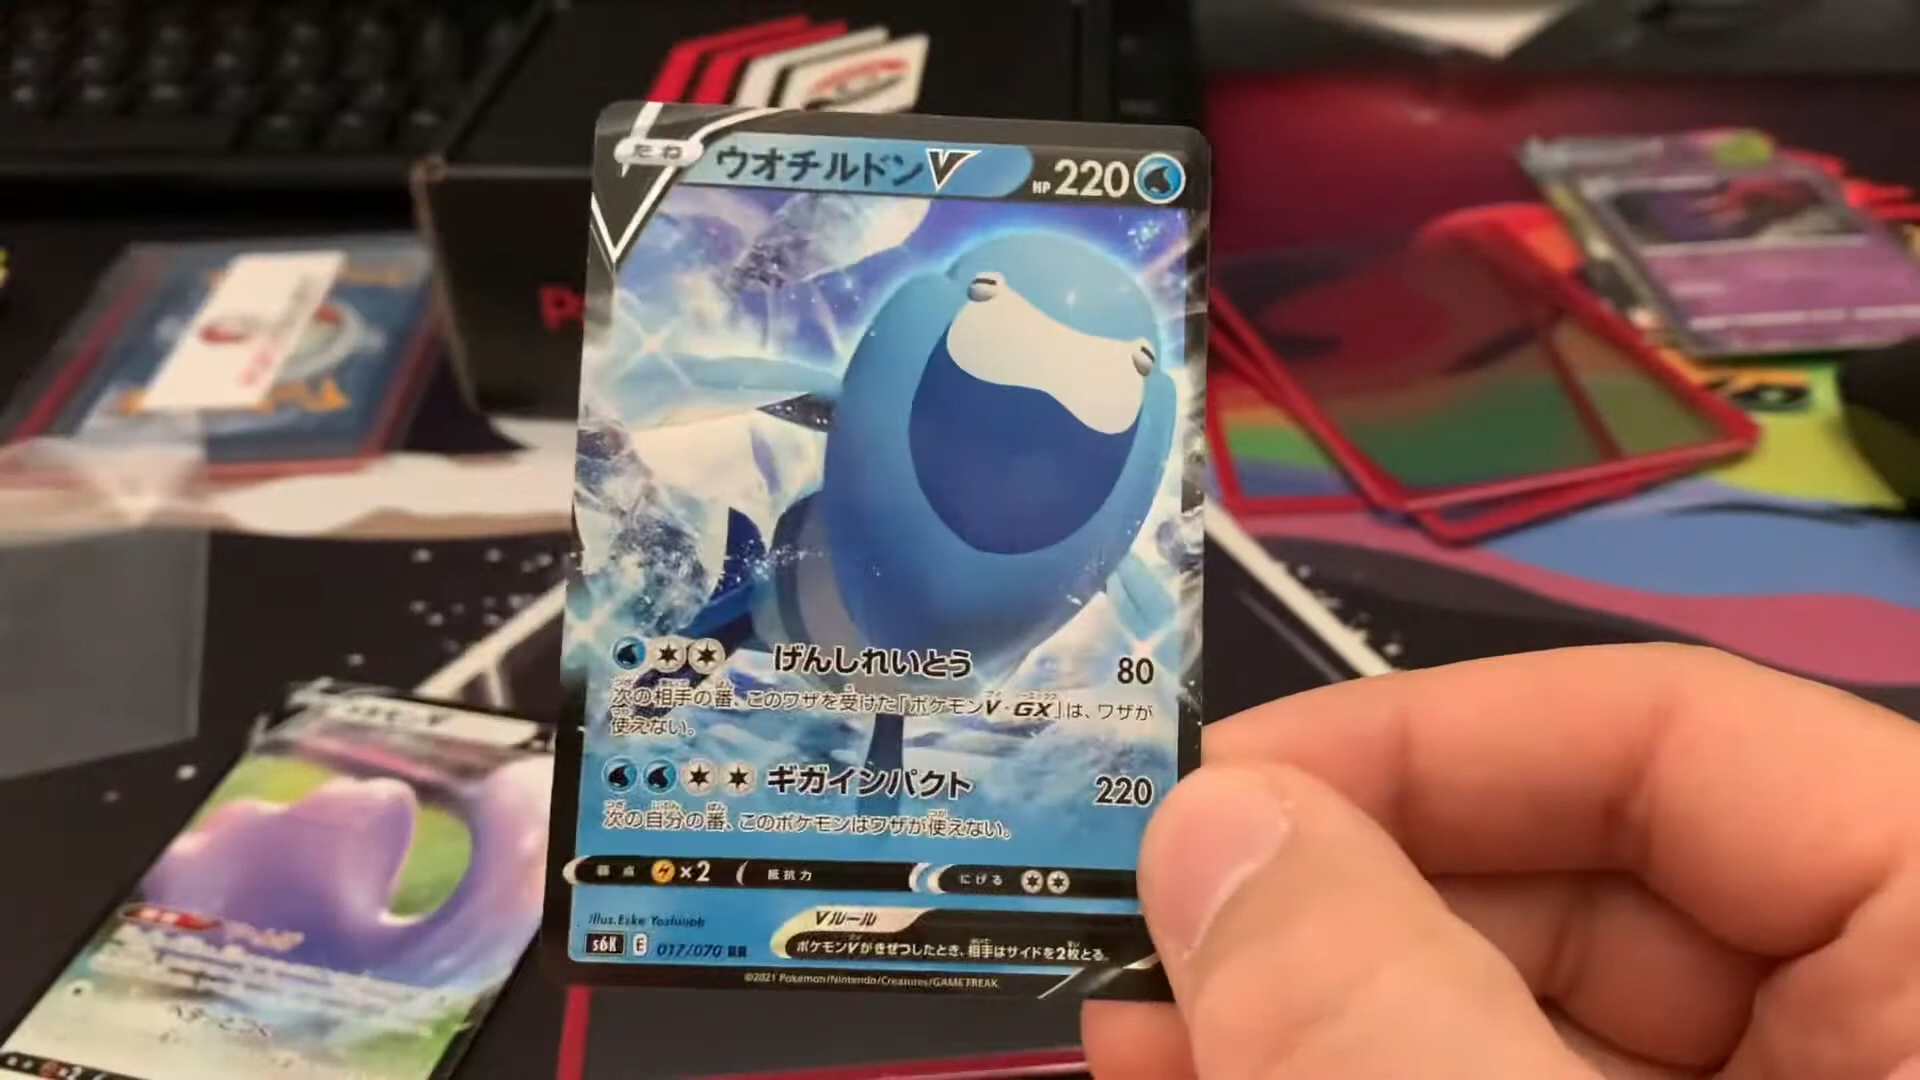 たね ウオチルドンV HP 220
げんしれいとう 80
次の相手の番、このワザを受けた「ポケモンV・GX」は、ワザが
使えない。
ギガインパクト 220
次の自分の番、このポケモンはワザが使えない。
弱点 ×2 抵抗力 にげる
Illus. Eske Yoshinob
Vルール
ポケモンVがきぜつしたとき、相手はサイドを2枚とる。
s6K E 017/070 RR
©2021 Pokémon/Nintendo/Creatures/GAME FREAK